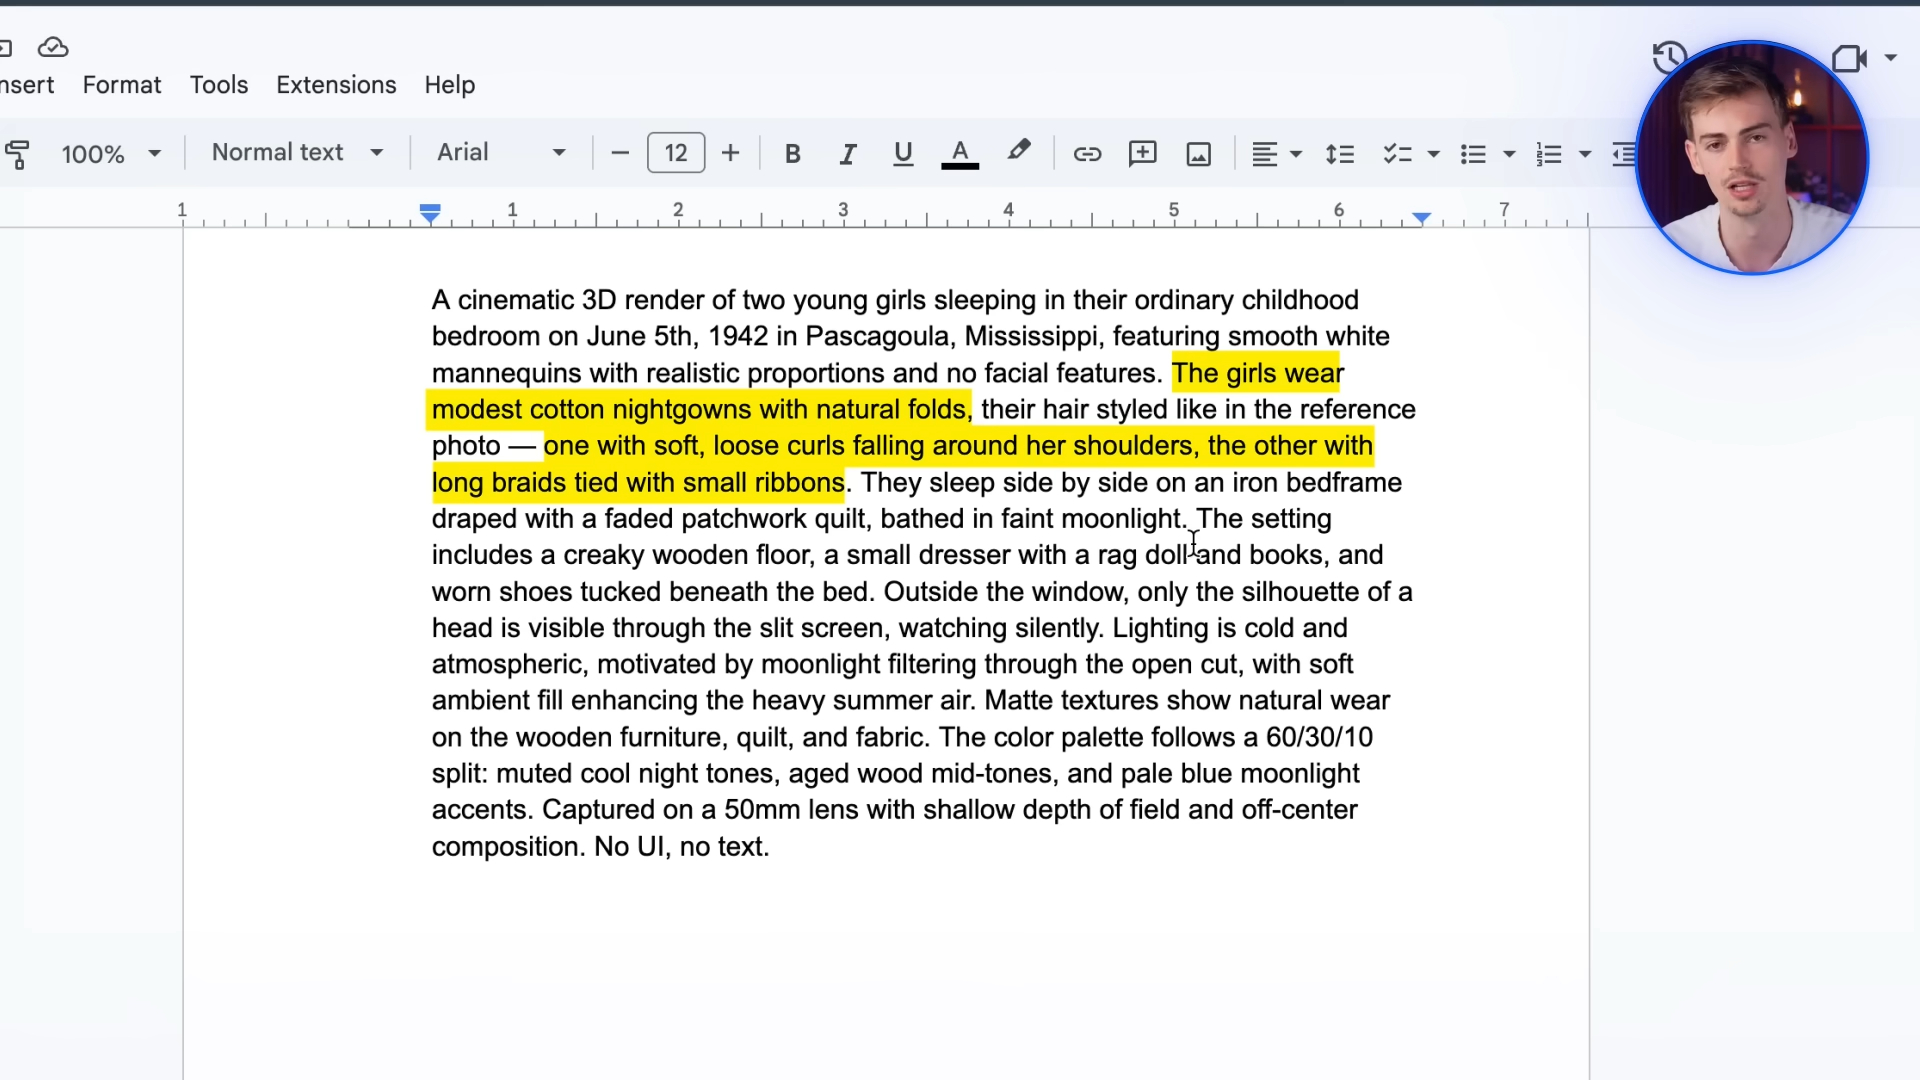 nsert Format Tools Extensions Help
100% Normal text Arial 12 B I U A
1 1 2 3 4 5 6 7
A cinematic 3D render of two young girls sleeping in their ordinary childhood
bedroom on June 5th, 1942 in Pascagoula, Mississippi, featuring smooth white
mannequins with realistic proportions and no facial features. The girls wear
modest cotton nightgowns with natural folds, their hair styled like in the reference
photo — one with soft, loose curls falling around her shoulders, the other with
long braids tied with small ribbons. They sleep side by side on an iron bedframe
draped with a faded patchwork quilt, bathed in faint moonlight. The setting
includes a creaky wooden floor, a small dresser with a rag doll and books, and
worn shoes tucked beneath the bed. Outside the window, only the silhouette of a
head is visible through the slit screen, watching silently. Lighting is cold and
atmospheric, motivated by moonlight filtering through the open cut, with soft
ambient fill enhancing the heavy summer air. Matte textures show natural wear
on the wooden furniture, quilt, and fabric. The color palette follows a 60/30/10
split: muted cool night tones, aged wood mid-tones, and pale blue moonlight
accents. Captured on a 50mm lens with shallow depth of field and off-center
composition. No UI, no text.